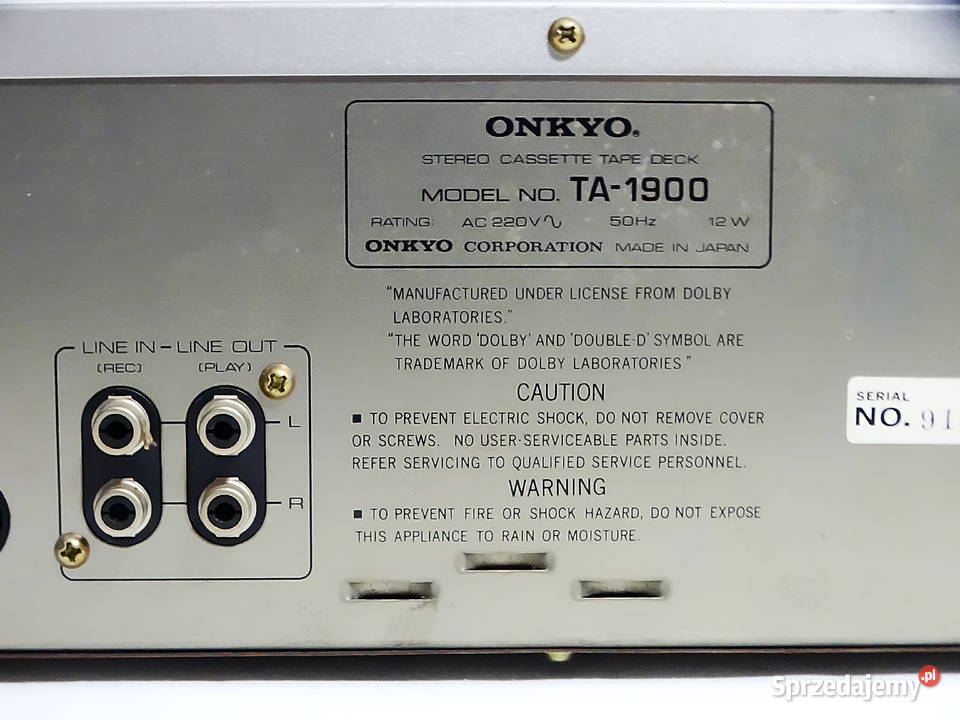 ONKYO®
STEREO CASSETTE TAPE DECK
MODEL NO. TA-1900
RATING: AC 220V∿ 50Hz 12W
ONKYO CORPORATION MADE IN JAPAN
"MANUFACTURED UNDER LICENSE FROM DOLBY
LABORATORIES."
"THE WORD 'DOLBY' AND 'DOUBLE-D' SYMBOL ARE
TRADEMARK OF DOLBY LABORATORIES."
CAUTION
■ TO PREVENT ELECTRIC SHOCK, DO NOT REMOVE COVER
OR SCREWS. NO USER-SERVICEABLE PARTS INSIDE.
REFER SERVICING TO QUALIFIED SERVICE PERSONNEL.
WARNING
■ TO PREVENT FIRE OR SHOCK HAZARD, DO NOT EXPOSE
THIS APPLIANCE TO RAIN OR MOISTURE.
LINE IN – LINE OUT
(REC) (PLAY)
L
R
SERIAL
NO. 91
Sprzedajemy.pl